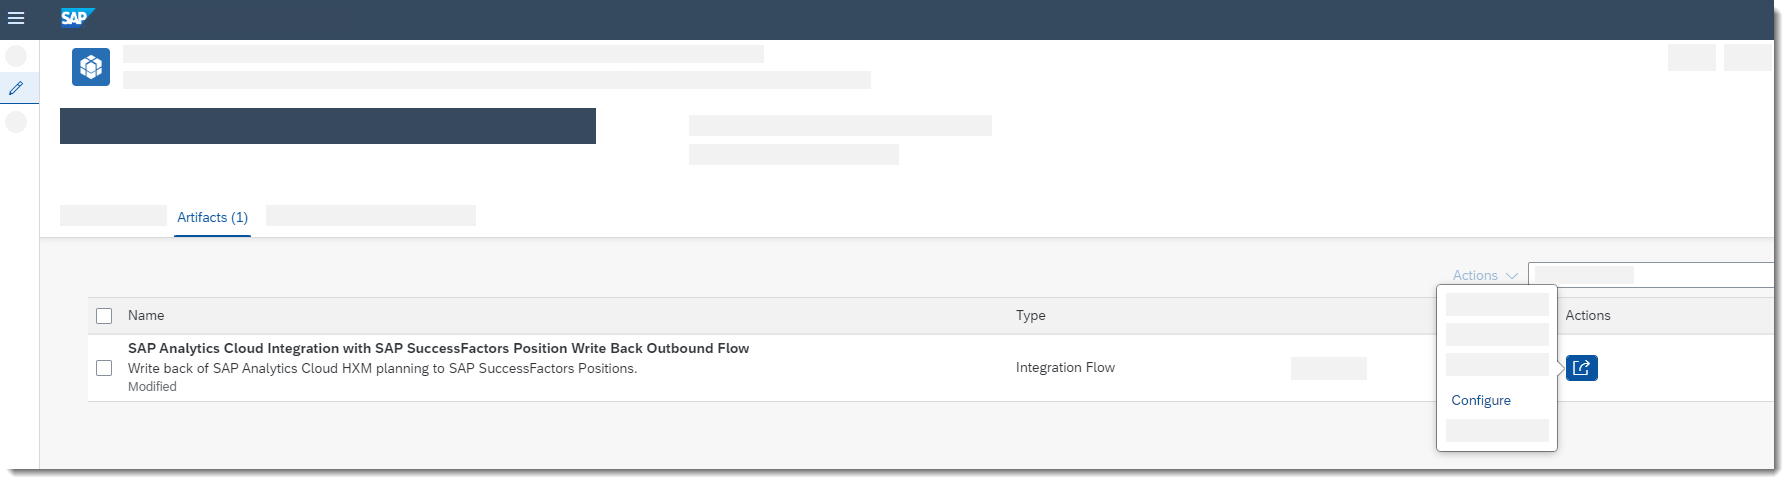 SAP
Artifacts (1)
Actions
Name Type Actions
SAP Analytics Cloud Integration with SAP SuccessFactors Position Write Back Outbound Flow
Write back of SAP Analytics Cloud HXM planning to SAP SuccessFactors Positions. Integration Flow
Modified
Configure